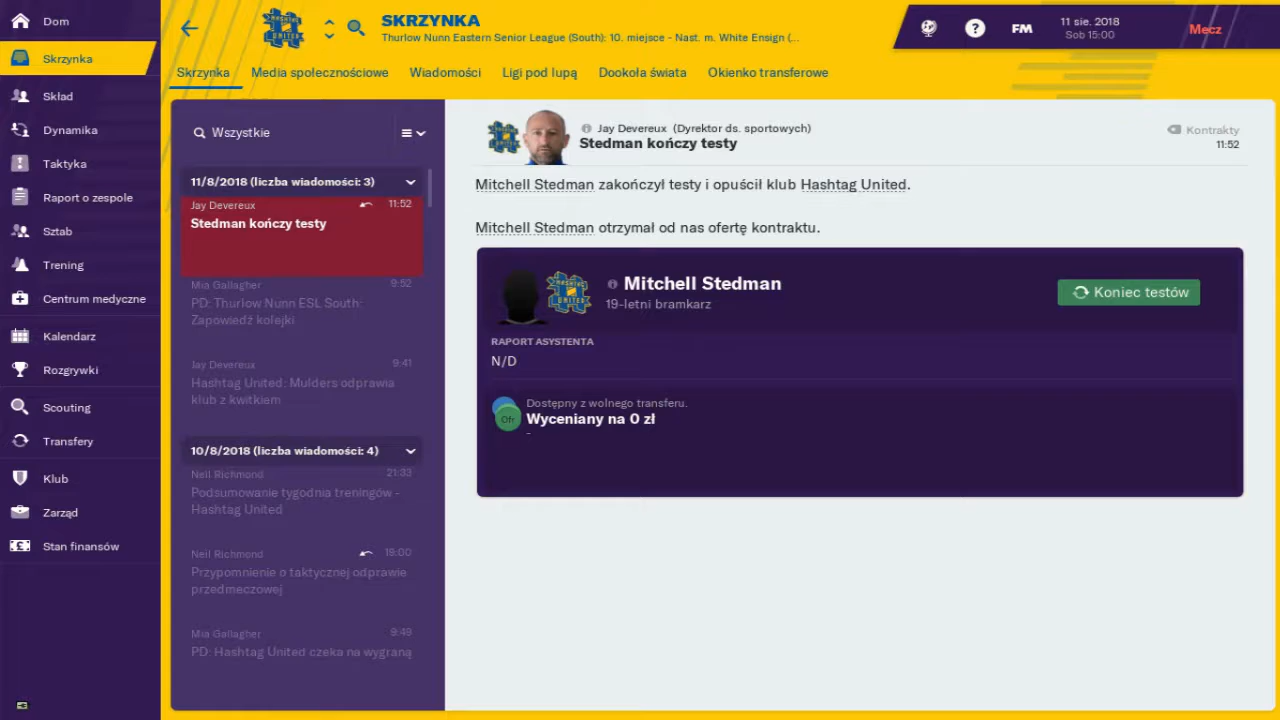 Dom
Skrzynka
Skład
Dynamika
Taktyka
Raport o zespole
Sztab
Trening
Centrum medyczne
Kalendarz
Rozgrywki
Scouting
Transfery
Klub
Zarząd
Stan finansów
SKRZYNKA
Thurlow Nunn Eastern Senior League (South): 10. miejsce - Nast. m. White Ensign (...
FM
11 sie. 2018
Sob 15:00
Mecz
Skrzynka Media społecznościowe Wiadomości Ligi pod lupą Dookoła świata Okienko transferowe
Wszystkie
11/8/2018 (liczba wiadomości: 3)
Jay Devereux 11:52
Stedman kończy testy
Mia Gallagher 9:52
PD: Thurlow Nunn ESL South:
Zapowiedź kolejki
Jay Devereux 9:41
Hashtag United: Mulders odprawia
klub z kwitkiem
10/8/2018 (liczba wiadomości: 4)
Neil Richmond 21:33
Podsumowanie tygodnia treningów -
Hashtag United
Neil Richmond 19:00
Przypomnienie o taktycznej odprawie
przedmeczowej
Mia Gallagher 9:49
PD: Hashtag United czeka na wygraną
Jay Devereux (Dyrektor ds. sportowych)
Stedman kończy testy
Kontrakty
11:52
Mitchell Stedman zakończył testy i opuścił klub Hashtag United.
Mitchell Stedman otrzymał od nas ofertę kontraktu.
Mitchell Stedman
19-letni bramkarz
Koniec testów
RAPORT ASYSTENTA
N/D
Dostępny z wolnego transferu.
Ofr
Wyceniany na 0 zł
-